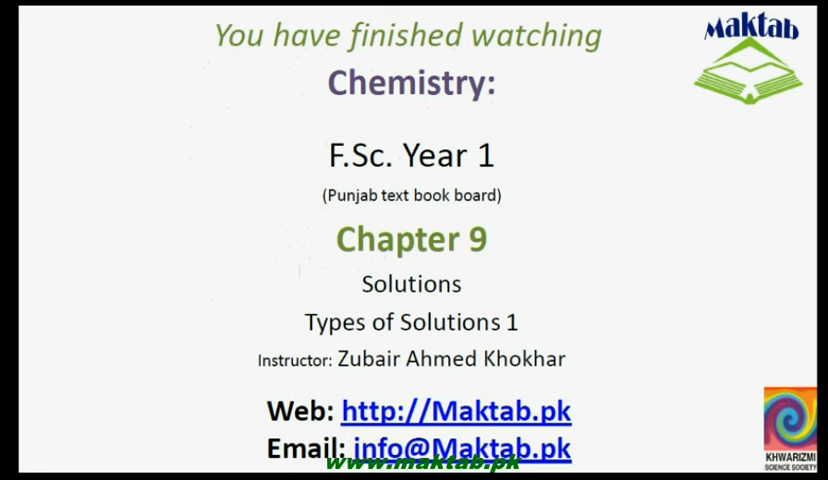 You have finished watching
Maktab
Chemistry:
F.Sc. Year 1
(Punjab text book board)
Chapter 9
Solutions
Types of Solutions 1
Instructor: Zubair Ahmed Khokhar
Web: http://Maktab.pk
Email: info@Maktab.pk
www.maktab.pk
KHWARIZMI
SCIENCE SOCIETY